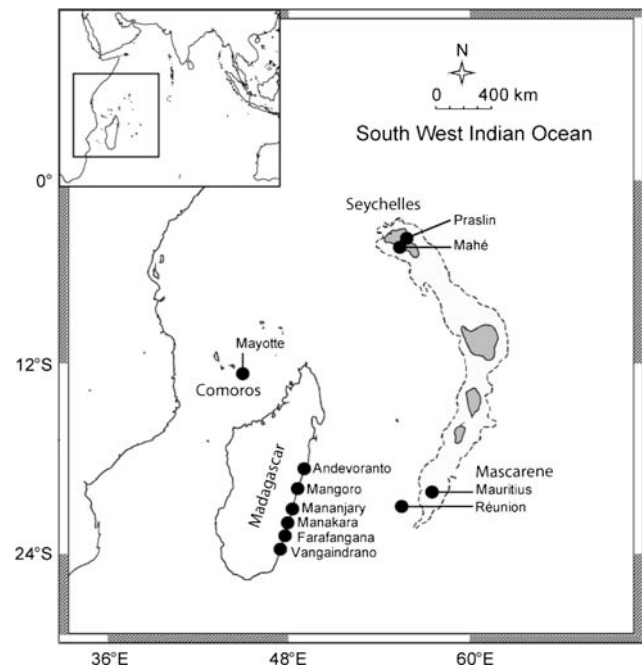 N
0 400 km
South West Indian Ocean
0°
Seychelles
Praslin
Mahé
Mayotte
12°S
Comoros
Madagascar
Andevoranto
Mangoro
Mananjary
Manakara
Farafangana
Vangaindrano
Mascarene
Mauritius
Réunion
24°S
36°E 48°E 60°E